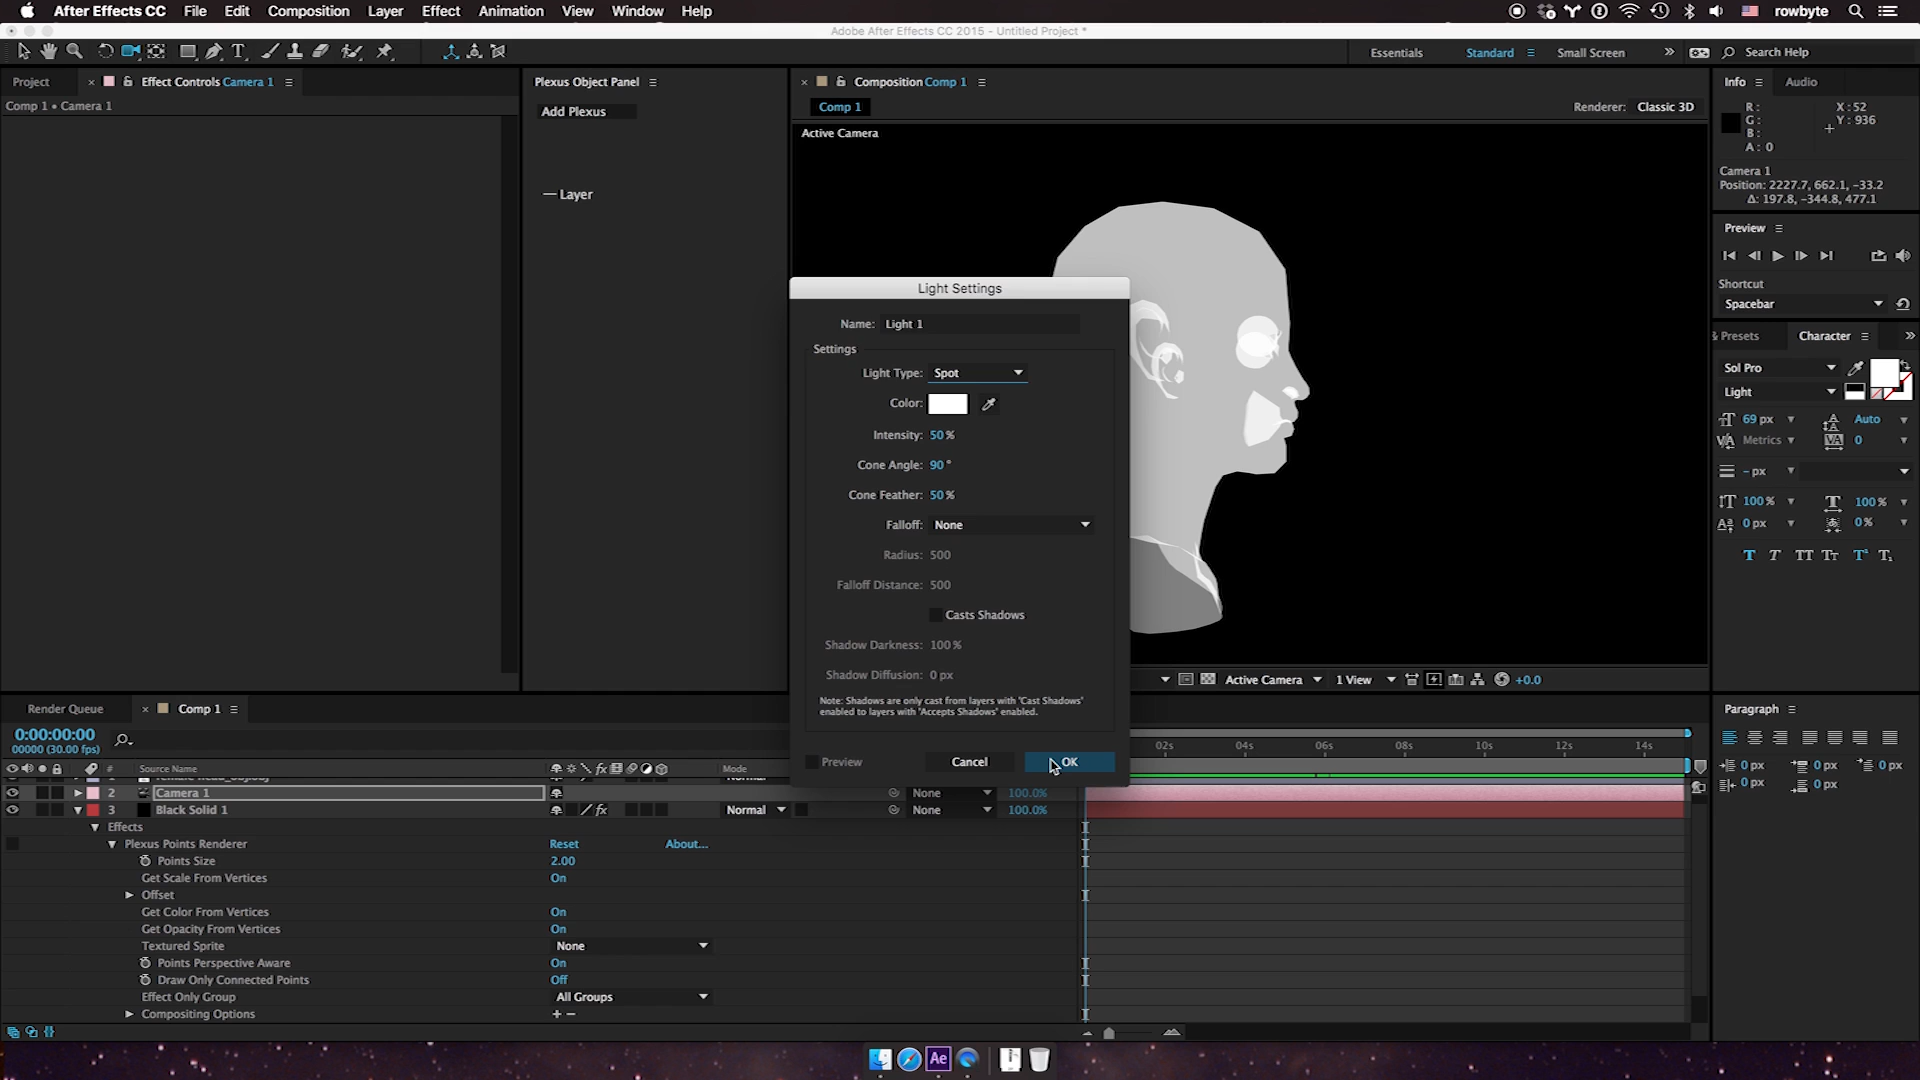 After Effects CC File Edit Composition Layer Effect Animation View Window Help rowbyte
Adobe After Effects CC 2015 - Untitled Project *
Essentials Standard Small Screen Search Help
Project Effect Controls Camera 1
Comp 1 • Camera 1
Plexus Object Panel
Add Plexus
Layer
Composition Comp 1
Comp 1
Renderer: Classic 3D
Active Camera
Info Audio
R: X: 52
G: Y: 936
B:
A: 0
Camera 1
Position: 2227.7, 662.1, -33.2
Δ: 197.8, -344.8, 477.1
Preview
Shortcut
Spacebar
& Presets Character
Sol Pro
Light
69 px Auto
Metrics 0
- px
100% 100%
0 px 0%
T T TT Tt T T
Light Settings
Name: Light 1
Settings
Light Type: Spot
Color:
Intensity: 50%
Cone Angle: 90°
Cone Feather: 50%
Falloff: None
Radius: 500
Falloff Distance: 500
Casts Shadows
Shadow Darkness: 100%
Shadow Diffusion: 0 px
Note: Shadows are only cast from layers with 'Cast Shadows'
enabled to layers with 'Accepts Shadows' enabled.
Preview Cancel OK
Active Camera 1 View +0.0
Render Queue Comp 1
0:00:00:00
00000 (30.00 fps)
# Source Name Mode
02s 04s 06s 08s 10s 12s 14s
2 Camera 1 None 100.0%
3 Black Solid 1 Normal None 100.0%
Effects
Plexus Points Renderer Reset About...
Points Size 2.00
Get Scale From Vertices On
Offset
Get Color From Vertices On
Get Opacity From Vertices On
Textured Sprite None
Points Perspective Aware On
Draw Only Connected Points Off
Effect Only Group All Groups
Compositing Options + -
Paragraph
0 px 0 px 0 px
0 px 0 px
Ae